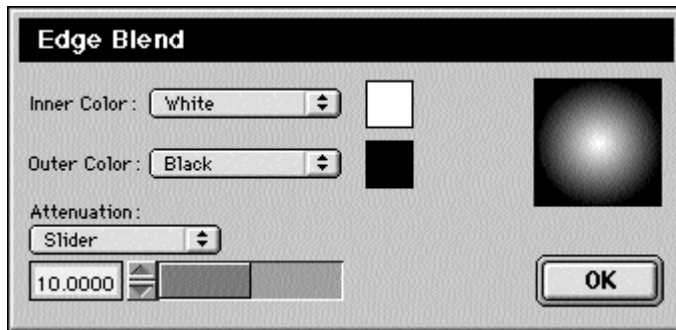 Edge Blend
Inner Color: White
Outer Color: Black
Attenuation:
Slider
10.0000
OK